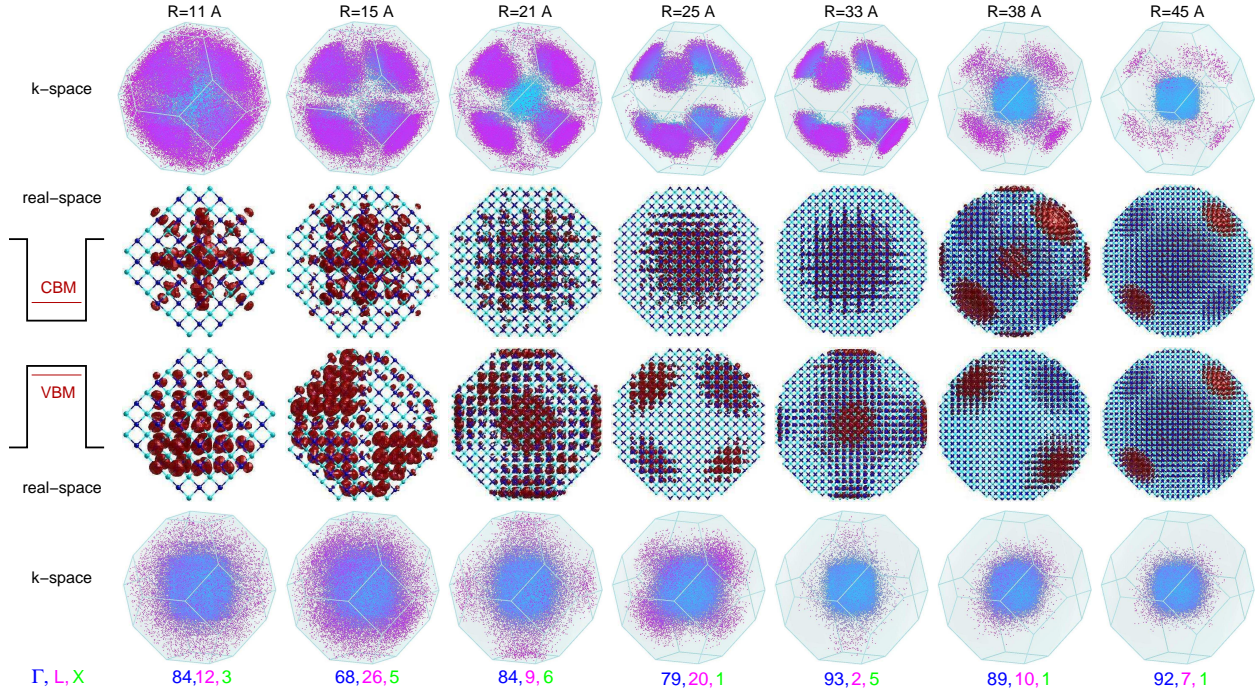 R=11 A R=15 A R=21 A R=25 A R=33 A R=38 A R=45 A
k−space
real−space
CBM
VBM
real−space
k−space
Γ, L, X 84,12,3 68,26,5 84,9,6 79,20,1 93,2,5 89,10,1 92,7,1